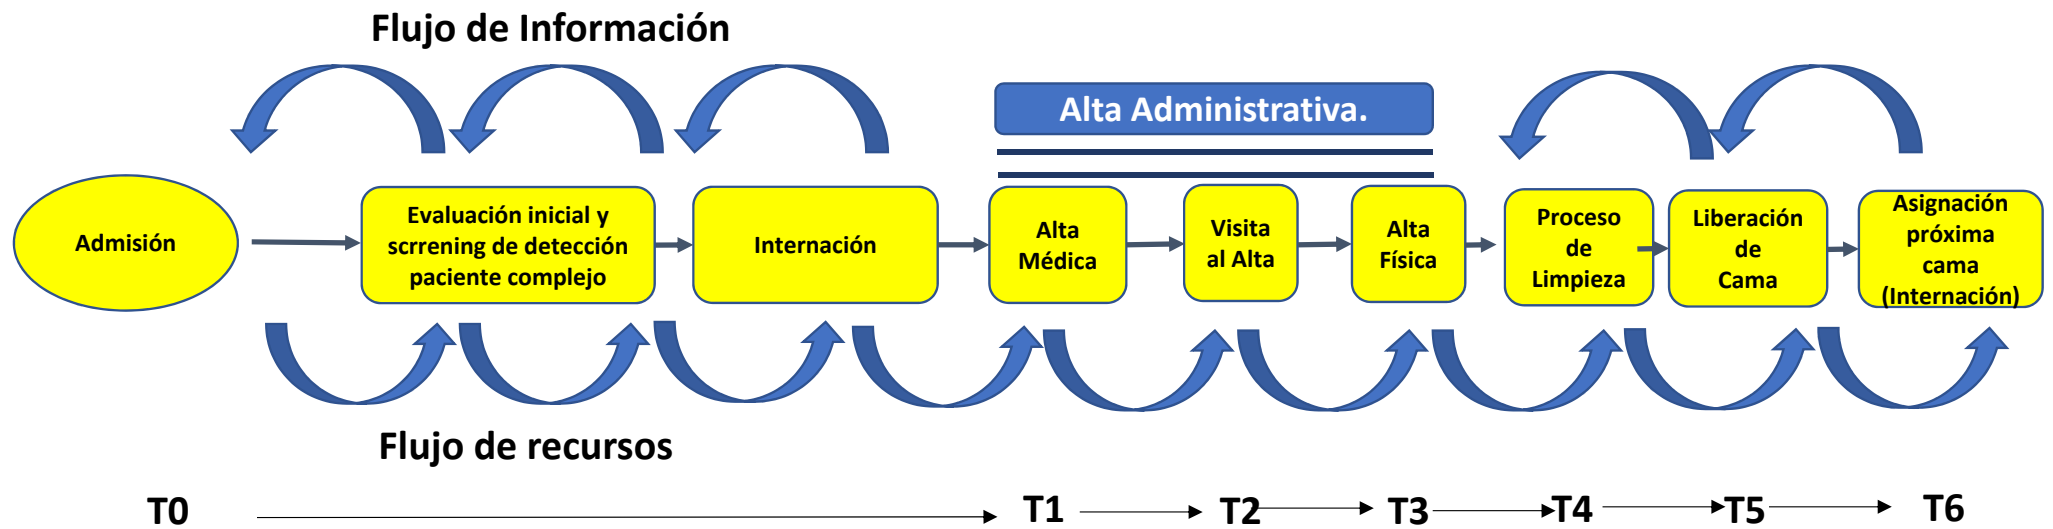 Flujo de Información
Alta Administrativa.
Admisión
Evaluación inicial y
scrrening de detección
paciente complejo
Internación
Alta
Médica
Visita
al Alta
Alta
Física
Proceso
de
Limpieza
Liberación
de
Cama
Asignación
próxima
cama
(Internación)
Flujo de recursos
T0
T1
T2
T3
T4
T5
T6